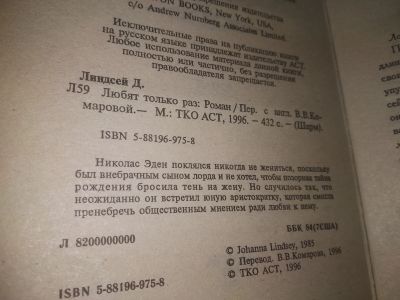 разрешения издательства
ON BOOKS, New York, USA,
c/o Andrew Nurnberg Associates Limited.
Исключительные права на публикацию книги
на русском языке принадлежат издательству АСТ.
Любое использование материала данной книги,
полностью или частично, без разрешения
правообладателя запрещается.
Линдсей Д.
Л59 Любят только раз: Роман / Пер. с англ. В.В.Ко-
маровой.— М.: ТКО АСТ, 1996. – 432 с. – (Шарм).
ISBN 5-88196-975-8
Николас Эден поклялся никогда не жениться, поскольку
был внебрачным сыном лорда и не хотел, чтобы позорная тайна
рождения бросила тень на жену. Но случилось так, что
неожиданно он встретил юную аристократку, которая смогла
пренебречь общественным мнением ради любви к нему.
Л 8200000000
ББК 84(7США)
© Johanna Lindsey, 1985
© Перевод. В.В.Комарова, 1996
© ТКО АСТ, 1996
ISBN 5-88196-975-8